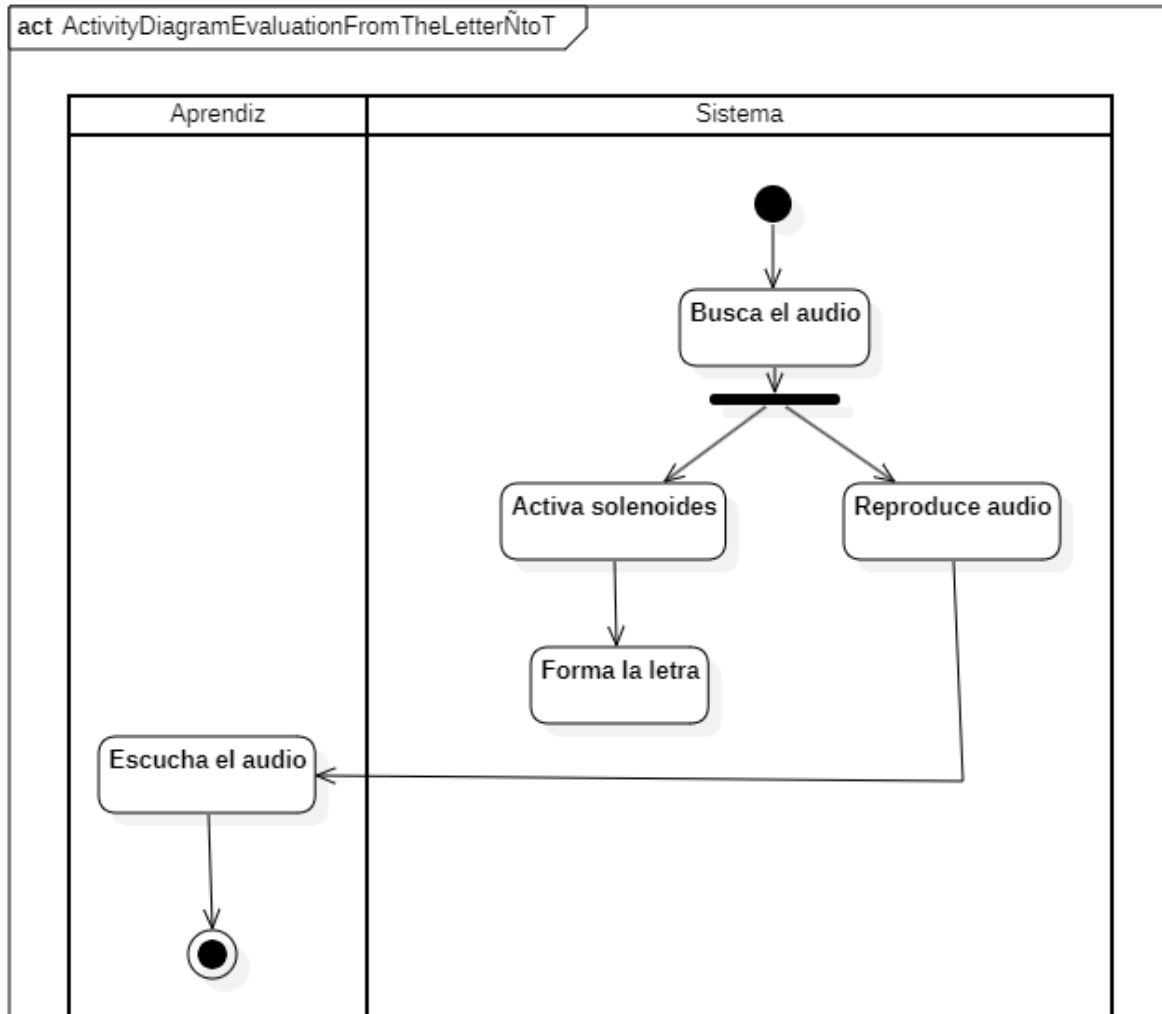 act ActivityDiagramEvaluationFromTheLetterÑtoT
Aprendiz
Sistema
Busca el audio
Activa solenoides
Reproduce audio
Forma la letra
Escucha el audio